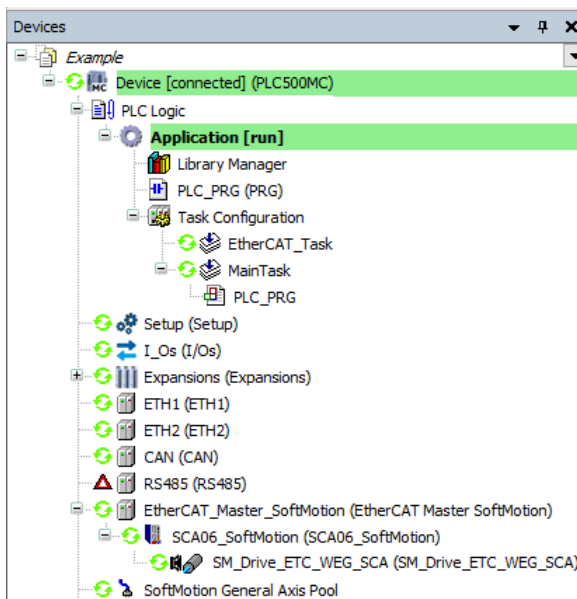 Devices
Example
Device [connected] (PLC500MC)
PLC Logic
Application [run]
Library Manager
PLC_PRG (PRG)
Task Configuration
EtherCAT_Task
MainTask
PLC_PRG
Setup (Setup)
I_Os (I/Os)
Expansions (Expansions)
ETH1 (ETH1)
ETH2 (ETH2)
CAN (CAN)
RS485 (RS485)
EtherCAT_Master_SoftMotion (EtherCAT Master SoftMotion)
SCA06_SoftMotion (SCA06_SoftMotion)
SM_Drive_ETC_WEG_SCA (SM_Drive_ETC_WEG_SCA)
SoftMotion General Axis Pool